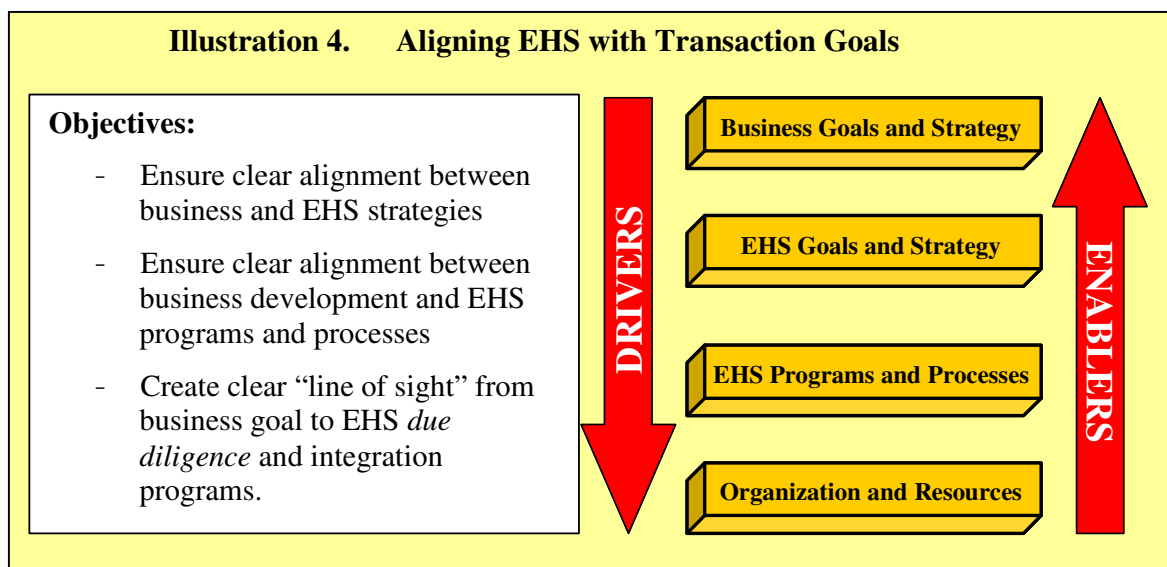 Illustration 4. Aligning EHS with Transaction Goals
Objectives:
- Ensure clear alignment between
business and EHS strategies
- Ensure clear alignment between
business development and EHS
programs and processes
- Create clear “line of sight” from
business goal to EHS due
diligence and integration
programs.
DRIVERS
Business Goals and Strategy
EHS Goals and Strategy
EHS Programs and Processes
Organization and Resources
ENABLERS